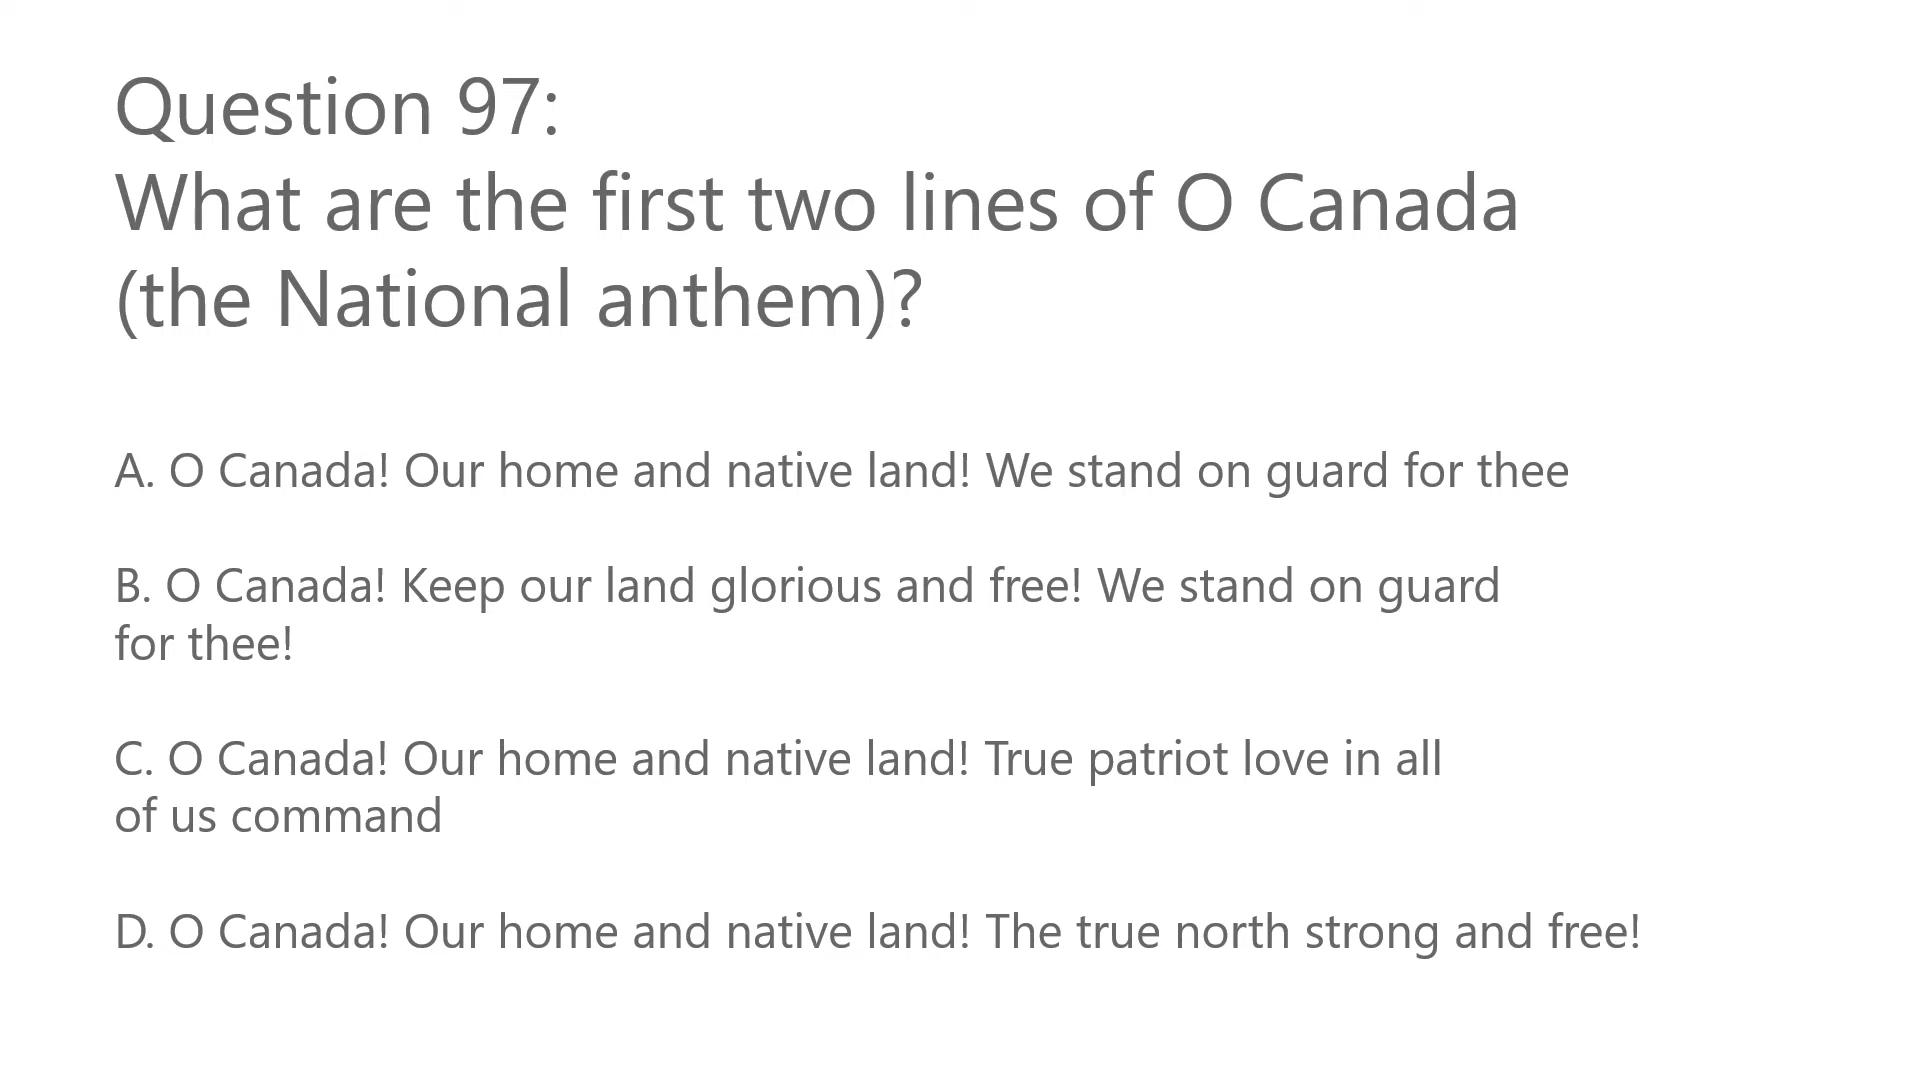 Question 97:
What are the first two lines of O Canada
(the National anthem)?
A. O Canada! Our home and native land! We stand on guard for thee
B. O Canada! Keep our land glorious and free! We stand on guard
for thee!
C. O Canada! Our home and native land! True patriot love in all
of us command
D. O Canada! Our home and native land! The true north strong and free!